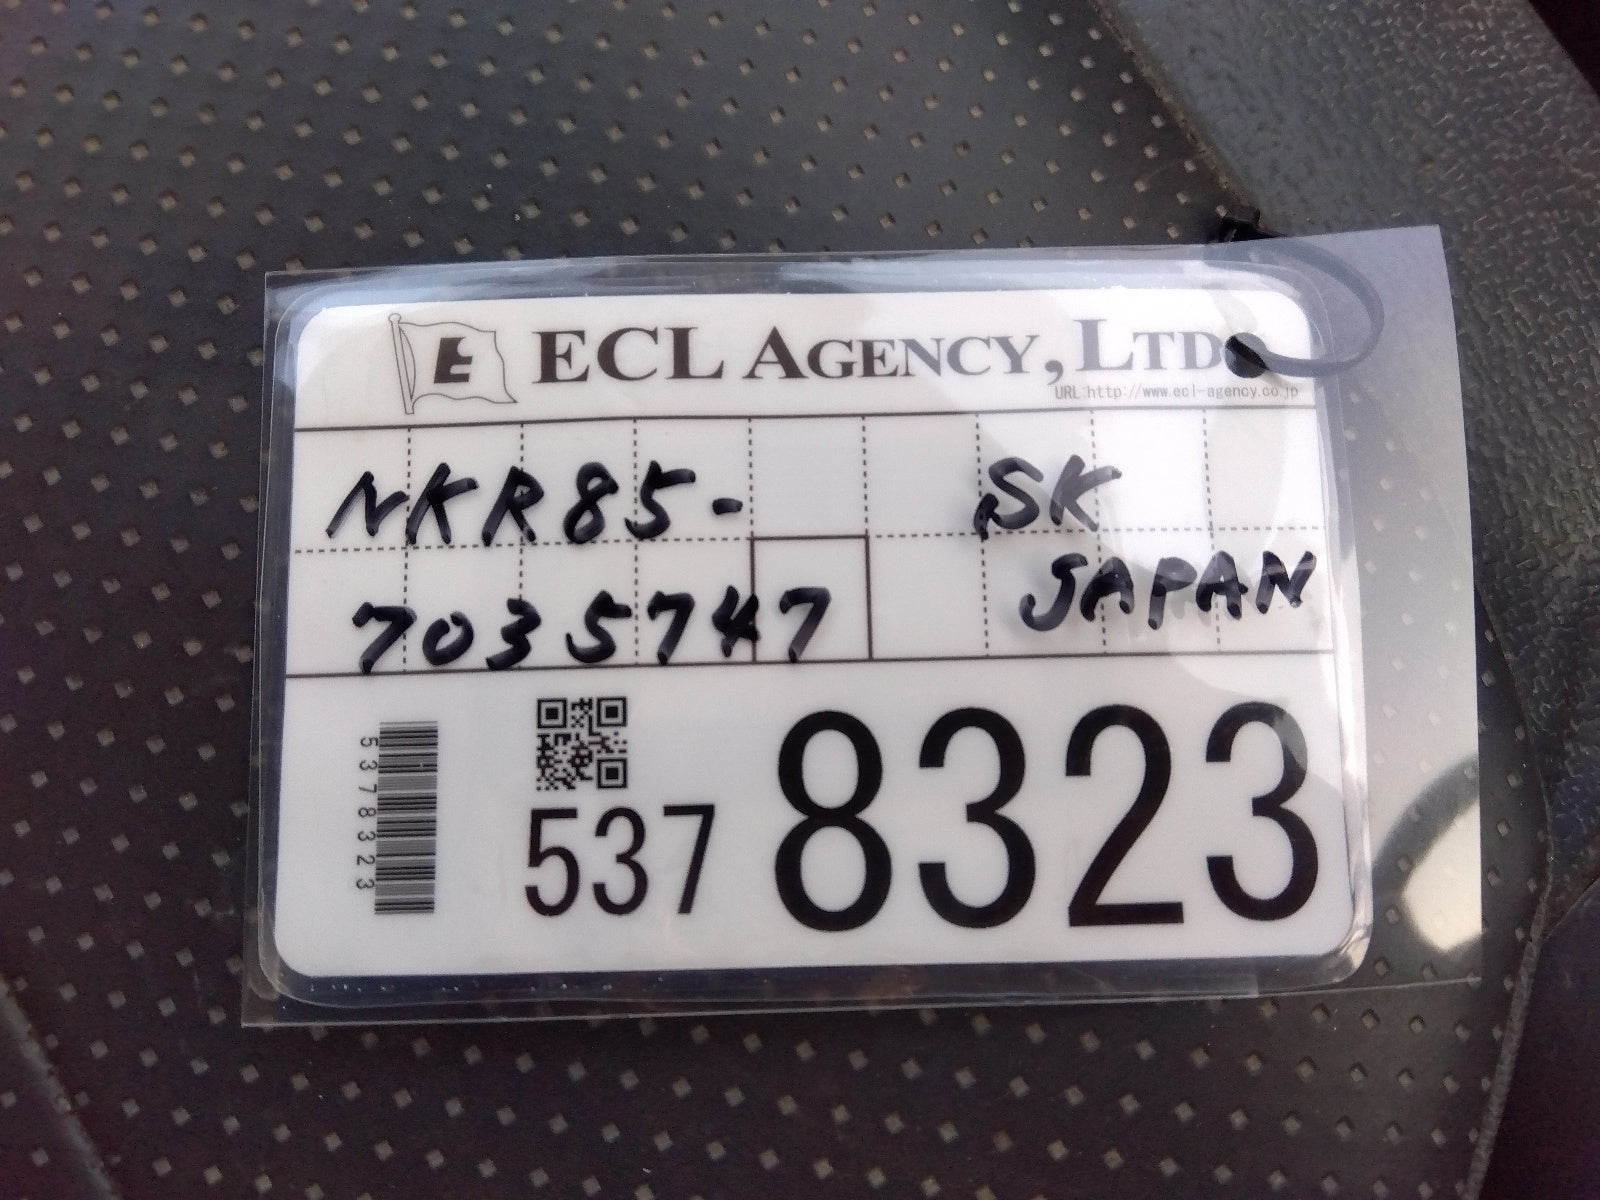 E ECL AGENCY, LTD.
URL:http://www.ecl-agency.co.jp
NKR85- SK
7035747 JAPAN
5378323
537 8323